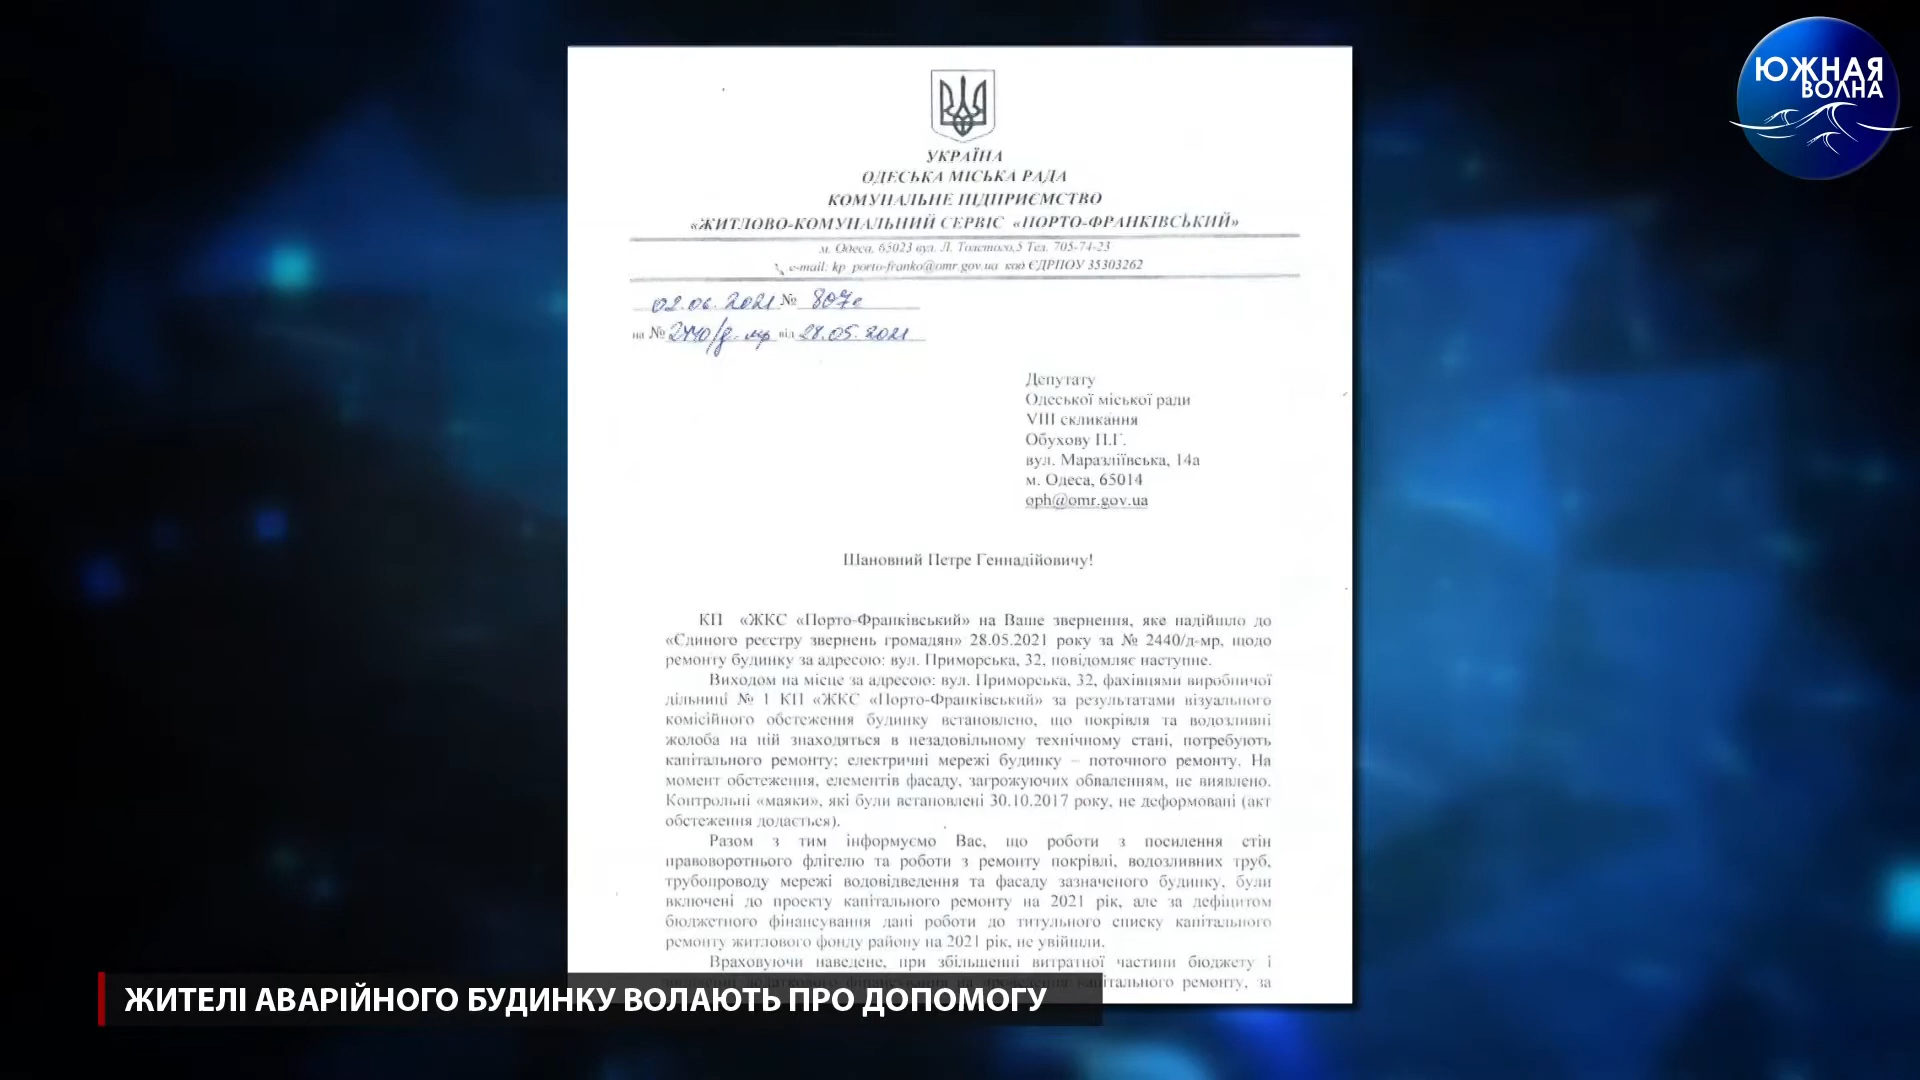 ЮЖНАЯ
ВОЛНА
УКРАЇНА
ОДЕСЬКА МІСЬКА РАДА
КОМУНАЛЬНЕ ПІДПРИЄМСТВО
«ЖИТЛОВО-КОМУНАЛЬНИЙ СЕРВІС «ПОРТО-ФРАНКІВСЬКИЙ»
м. Одеса, 65023 вул. Л. Толстого,5 Тел. 705-74-23
e-mail: kp_porto-franko@omr.gov.ua код ЄДРПОУ 35303262
02.06.2021 № 807е
на № 2440/д-мр від 28.05.2021
Депутату
Одеської міської ради
VIII скликання
Обухову П.Г.
вул. Маразліївська, 14а
м. Одеса, 65014
oph@omr.gov.ua
Шановний Петре Геннадійовичу!
КП «ЖКС «Порто-Франківський» на Ваше звернення, яке надійшло до
«Єдиного реєстру звернень громадян» 28.05.2021 року за № 2440/д-мр, щодо
ремонту будинку за адресою: вул. Приморська, 32, повідомляє наступне.
Виходом на місце за адресою: вул. Приморська, 32, фахівцями виробничої
дільниці № 1 КП «ЖКС «Порто-Франківський» за результатами візуального
комісійного обстеження будинку встановлено, що покрівля та водозливні
жолоба на ній знаходяться в незадовільному технічному стані, потребують
капітального ремонту; електричні мережі будинку – поточного ремонту. На
момент обстеження, елементів фасаду, загрожуючих обваленням, не виявлено.
Контрольні «маяки», які були встановлені 30.10.2017 року, не деформовані (акт
обстеження додається).
Разом з тим інформуємо Вас, що роботи з посилення стін
правоворотнього флігелю та роботи з ремонту покрівлі, водозливних труб,
трубопроводу мережі водовідведення та фасаду зазначеного будинку, були
включені до проекту капітального ремонту на 2021 рік, але за дефіцитом
бюджетного фінансування дані роботи до титульного списку капітального
ремонту житлового фонду району на 2021 рік, не увійшли.
Враховуючи наведене, при збільшенні витратної частини бюджету і
додаткового фінансування на проведення капітального ремонту, за
ЖИТЕЛІ АВАРІЙНОГО БУДИНКУ ВОЛАЮТЬ ПРО ДОПОМОГУ